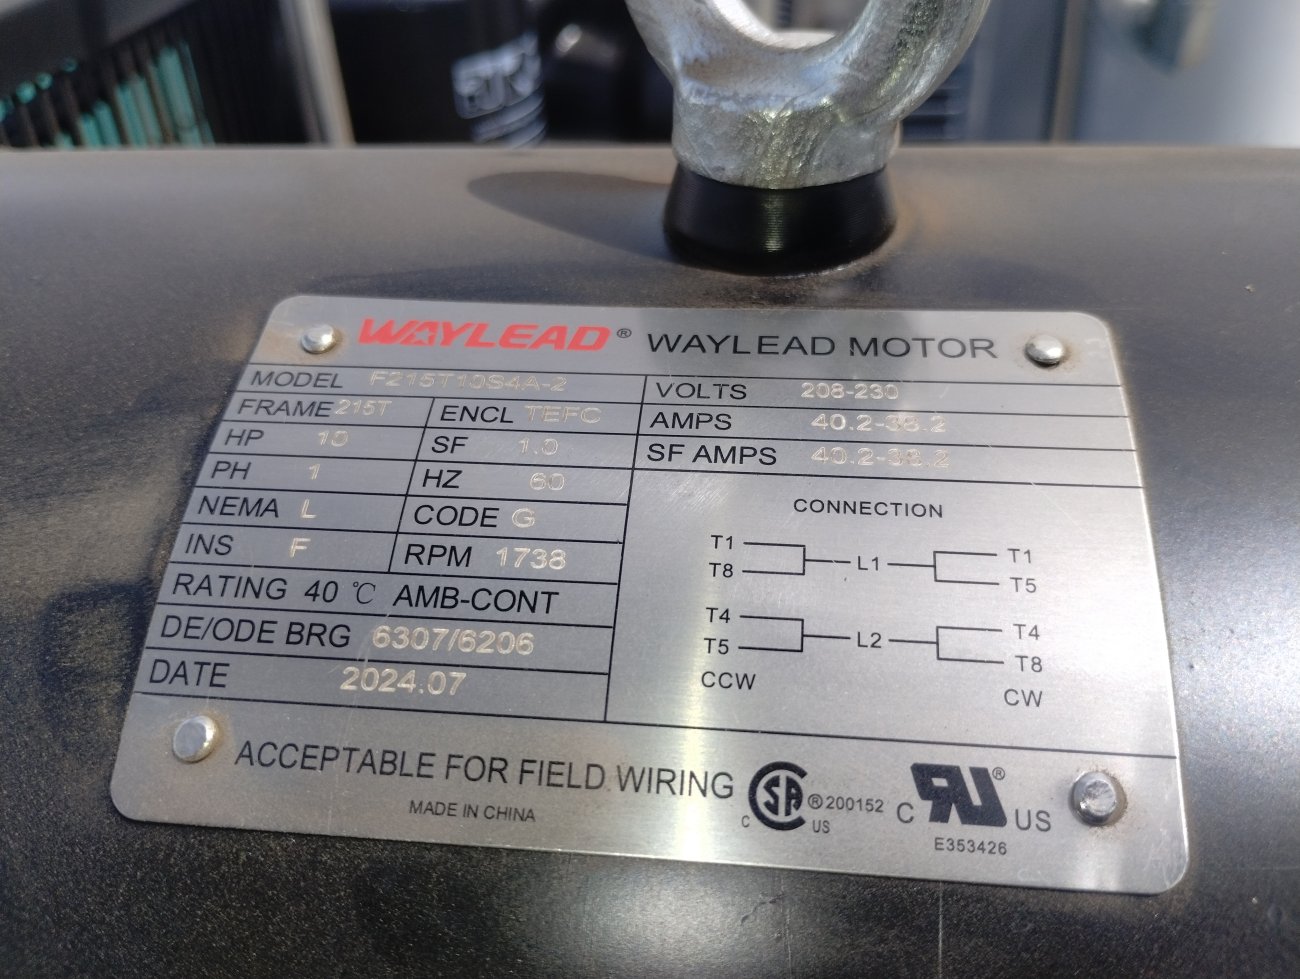 WAYLEAD® WAYLEAD MOTOR
MODEL F215T10S4A-2
FRAME 215T ENCL TEFC
HP 10 SF 1.0
PH 1 HZ 60
NEMA L CODE G
INS F RPM 1738
RATING 40 ℃ AMB-CONT
DE/ODE BRG 6307/6206
DATE 2024.07
VOLTS 208-230
AMPS 40.2-38.2
SF AMPS 40.2-38.2
CONNECTION
T1 L1 T1
T8 T5
T4 L2 T4
T5 T8
CCW CW
ACCEPTABLE FOR FIELD WIRING
MADE IN CHINA
C SA ® 200152 US
C RU ® US
E353426